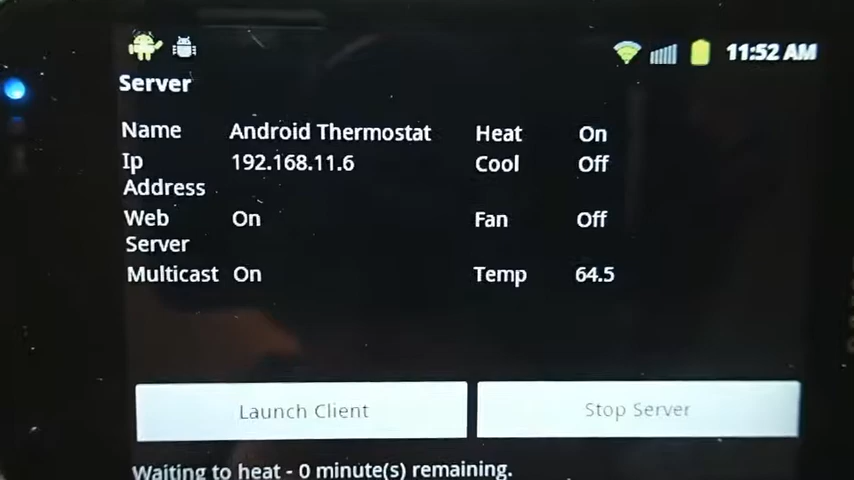 11:52 AM
Server
Name Android Thermostat Heat On
Ip Address 192.168.11.6 Cool Off
Web Server On Fan Off
Multicast On Temp 64.5
Launch Client Stop Server
Waiting to heat - 0 minute(s) remaining.